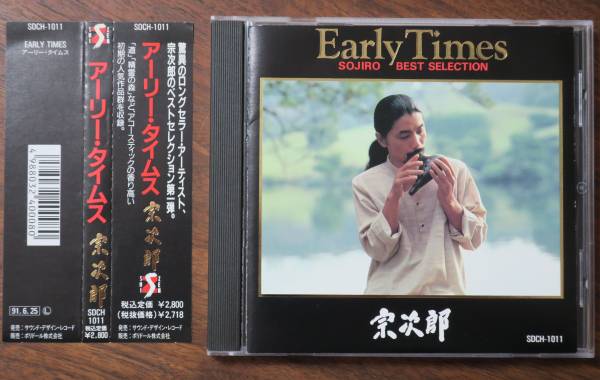 SDCH-1011
EARLY TIMES
アーリー・タイムス
4988032400080
91.6.25 Ⓛ
発売:サウンド・デザイン・レコード
販売:ポリドール株式会社
アーリー・タイムス
宗次郎
SDCH
1011
税込定価
¥2,800
SDCH-1011
驚異のロングセラーアーティスト、
宗次郎のベストセレクション第一弾。
「道」、「精霊の森」など、アコースティックの香り高い
初期の人気作品群を収録。
アーリー・タイムス
宗次郎
税込定価 ¥2,800
(税抜価格) ¥2,718
発売:サウンド・デザイン・レコード
販売:ポリドール株式会社
Early Times
SOJIRO BEST SELECTION
宗次郎
SDCH-1011